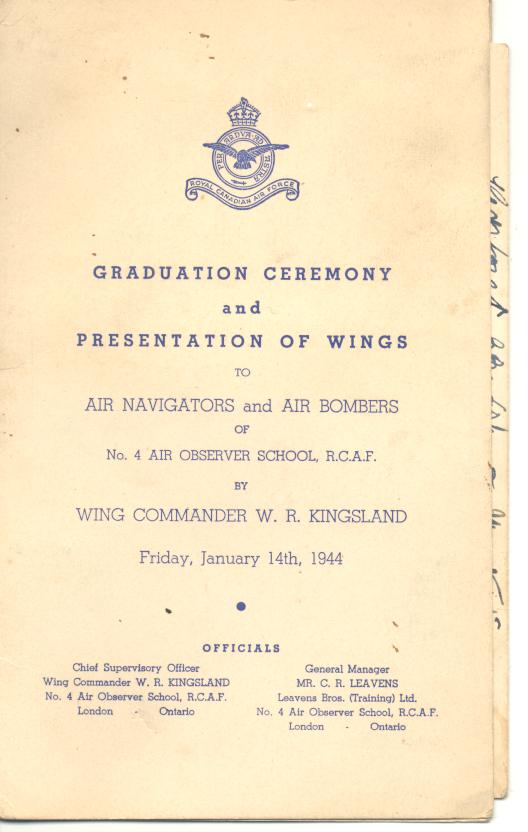 PER ARDVA AD ASTRA
ROYAL CANADIAN AIR FORCE
GRADUATION CEREMONY
and
PRESENTATION OF WINGS
TO
AIR NAVIGATORS and AIR BOMBERS
OF
No. 4 AIR OBSERVER SCHOOL, R.C.A.F.
BY
WING COMMANDER W. R. KINGSLAND
Friday, January 14th, 1944
OFFICIALS
Chief Supervisory Officer
Wing Commander W. R. KINGSLAND
No. 4 Air Observer School, R.C.A.F.
London - Ontario
General Manager
MR. C. R. LEAVENS
Leavens Bros. (Training) Ltd.
No. 4 Air Observer School, R.C.A.F.
London - Ontario